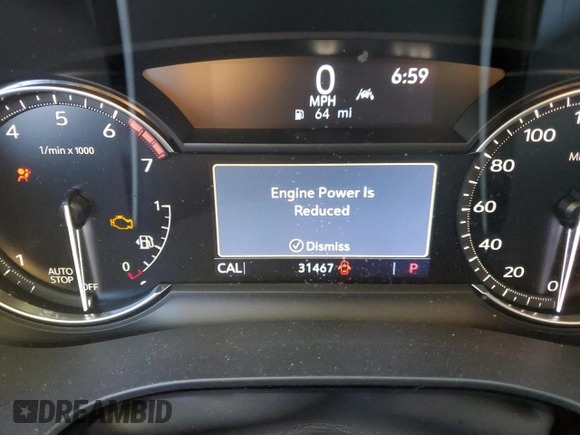 0
MPH
6:59
64 mi
4 5 6 7
1/min x 1000
1
AUTO
STOP
OFF
1
0
Engine Power Is
Reduced
Dismiss
CAL
31467
P
100
80
60
40
20
0
DREAMBID